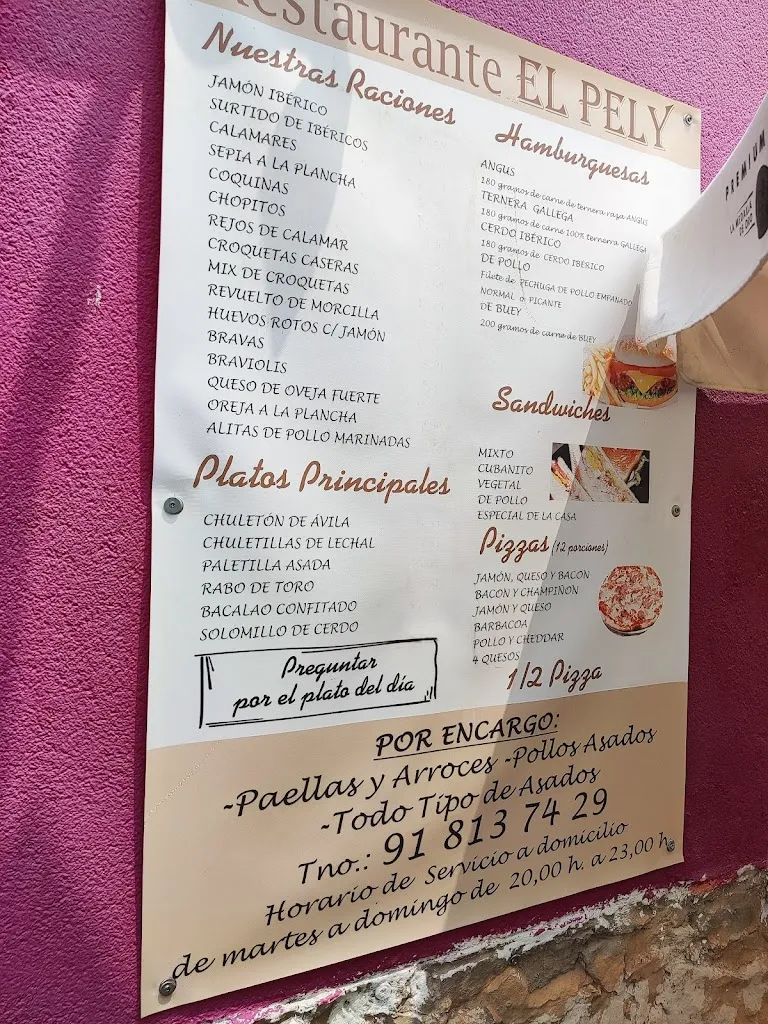 Restaurante EL PELY
Nuestras Raciones
JAMÓN IBÉRICO
SURTIDO DE IBÉRICOS
CALAMARES
SEPIA A LA PLANCHA
COQUINAS
CHOPITOS
REJOS DE CALAMAR
CROQUETAS CASERAS
MIX DE CROQUETAS
REVUELTO DE MORCILLA
HUEVOS ROTOS C/ JAMÓN
BRAVAS
BRAVIOLIS
QUESO DE OVEJA FUERTE
OREJA A LA PLANCHA
ALITAS DE POLLO MARINADAS
Platos Principales
CHULETÓN DE ÁVILA
CHULETILLAS DE LECHAL
PALETILLA ASADA
RABO DE TORO
BACALAO CONFITADO
SOLOMILLO DE CERDO
Preguntar
por el plato del día
Hamburguesas
ANGUS
180 gramos de carne de ternera raza ANGUS
TERNERA GALLEGA
180 gramos de carne 100% ternerra GALLEGA
CERDO IBÉRICO
180 gramos de CERDO IBÉRICO
DE POLLO
Filete de PECHUGA DE POLLO EMPANADO
NORMAL o PICANTE
DE BUEY
200 gramos de carne de BUEY
Sandwiches
MIXTO
CUBANITO
VEGETAL
DE POLLO
ESPECIAL DE LA CASA
Pizzas (12 porciones)
JAMÓN, QUESO Y BACON
BACON Y CHAMPIÑON
JAMÓN Y QUESO
BARBACOA
POLLO Y CHEDDAR
4 QUESOS
1/2 Pizza
POR ENCARGO:
-Paellas y Arroces -Pollos Asados
-Todo Tipo de Asados
Tno.: 91 813 74 29
Horario de Servicio a domicilio
de martes a domingo de 20,00 h. a 23,00 h.
PREMIUM